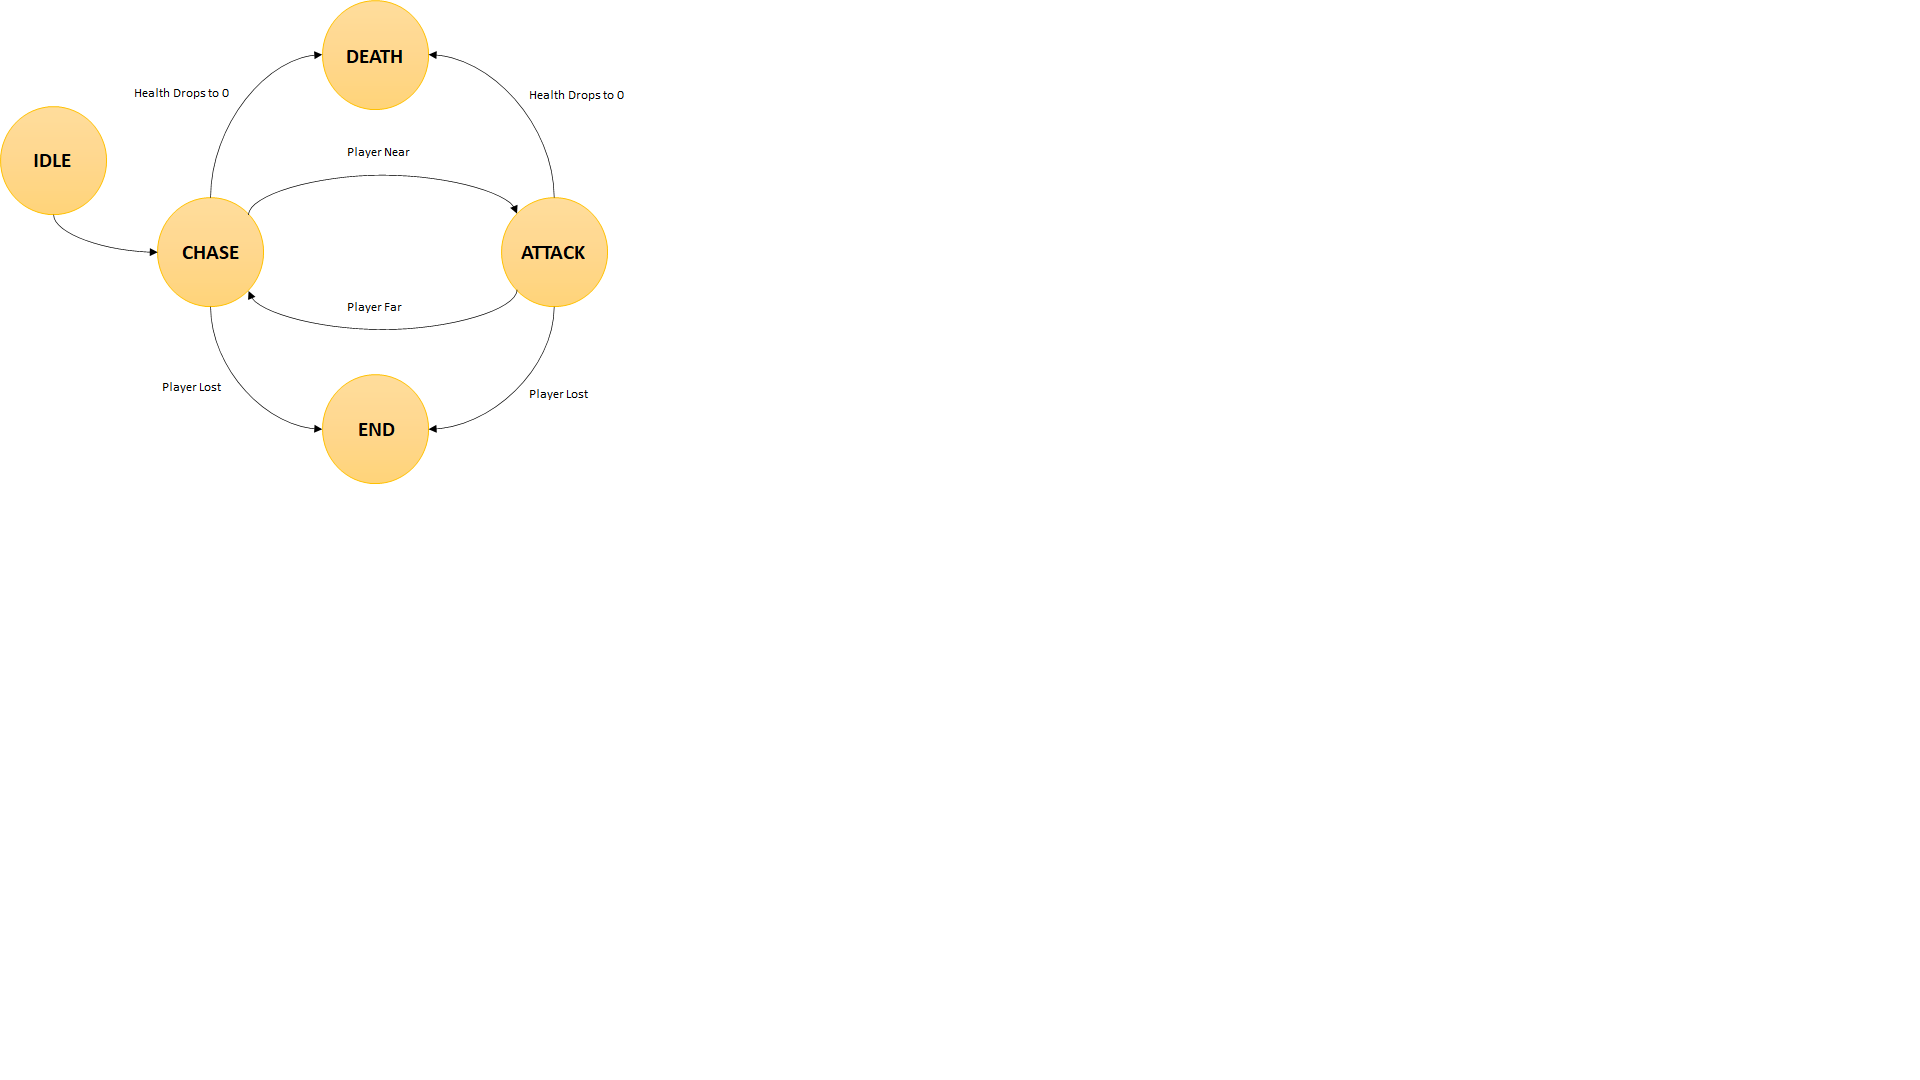 DEATH
Health Drops to 0
Health Drops to 0
Player Near
IDLE
CHASE
ATTACK
Player Far
Player Lost
Player Lost
END